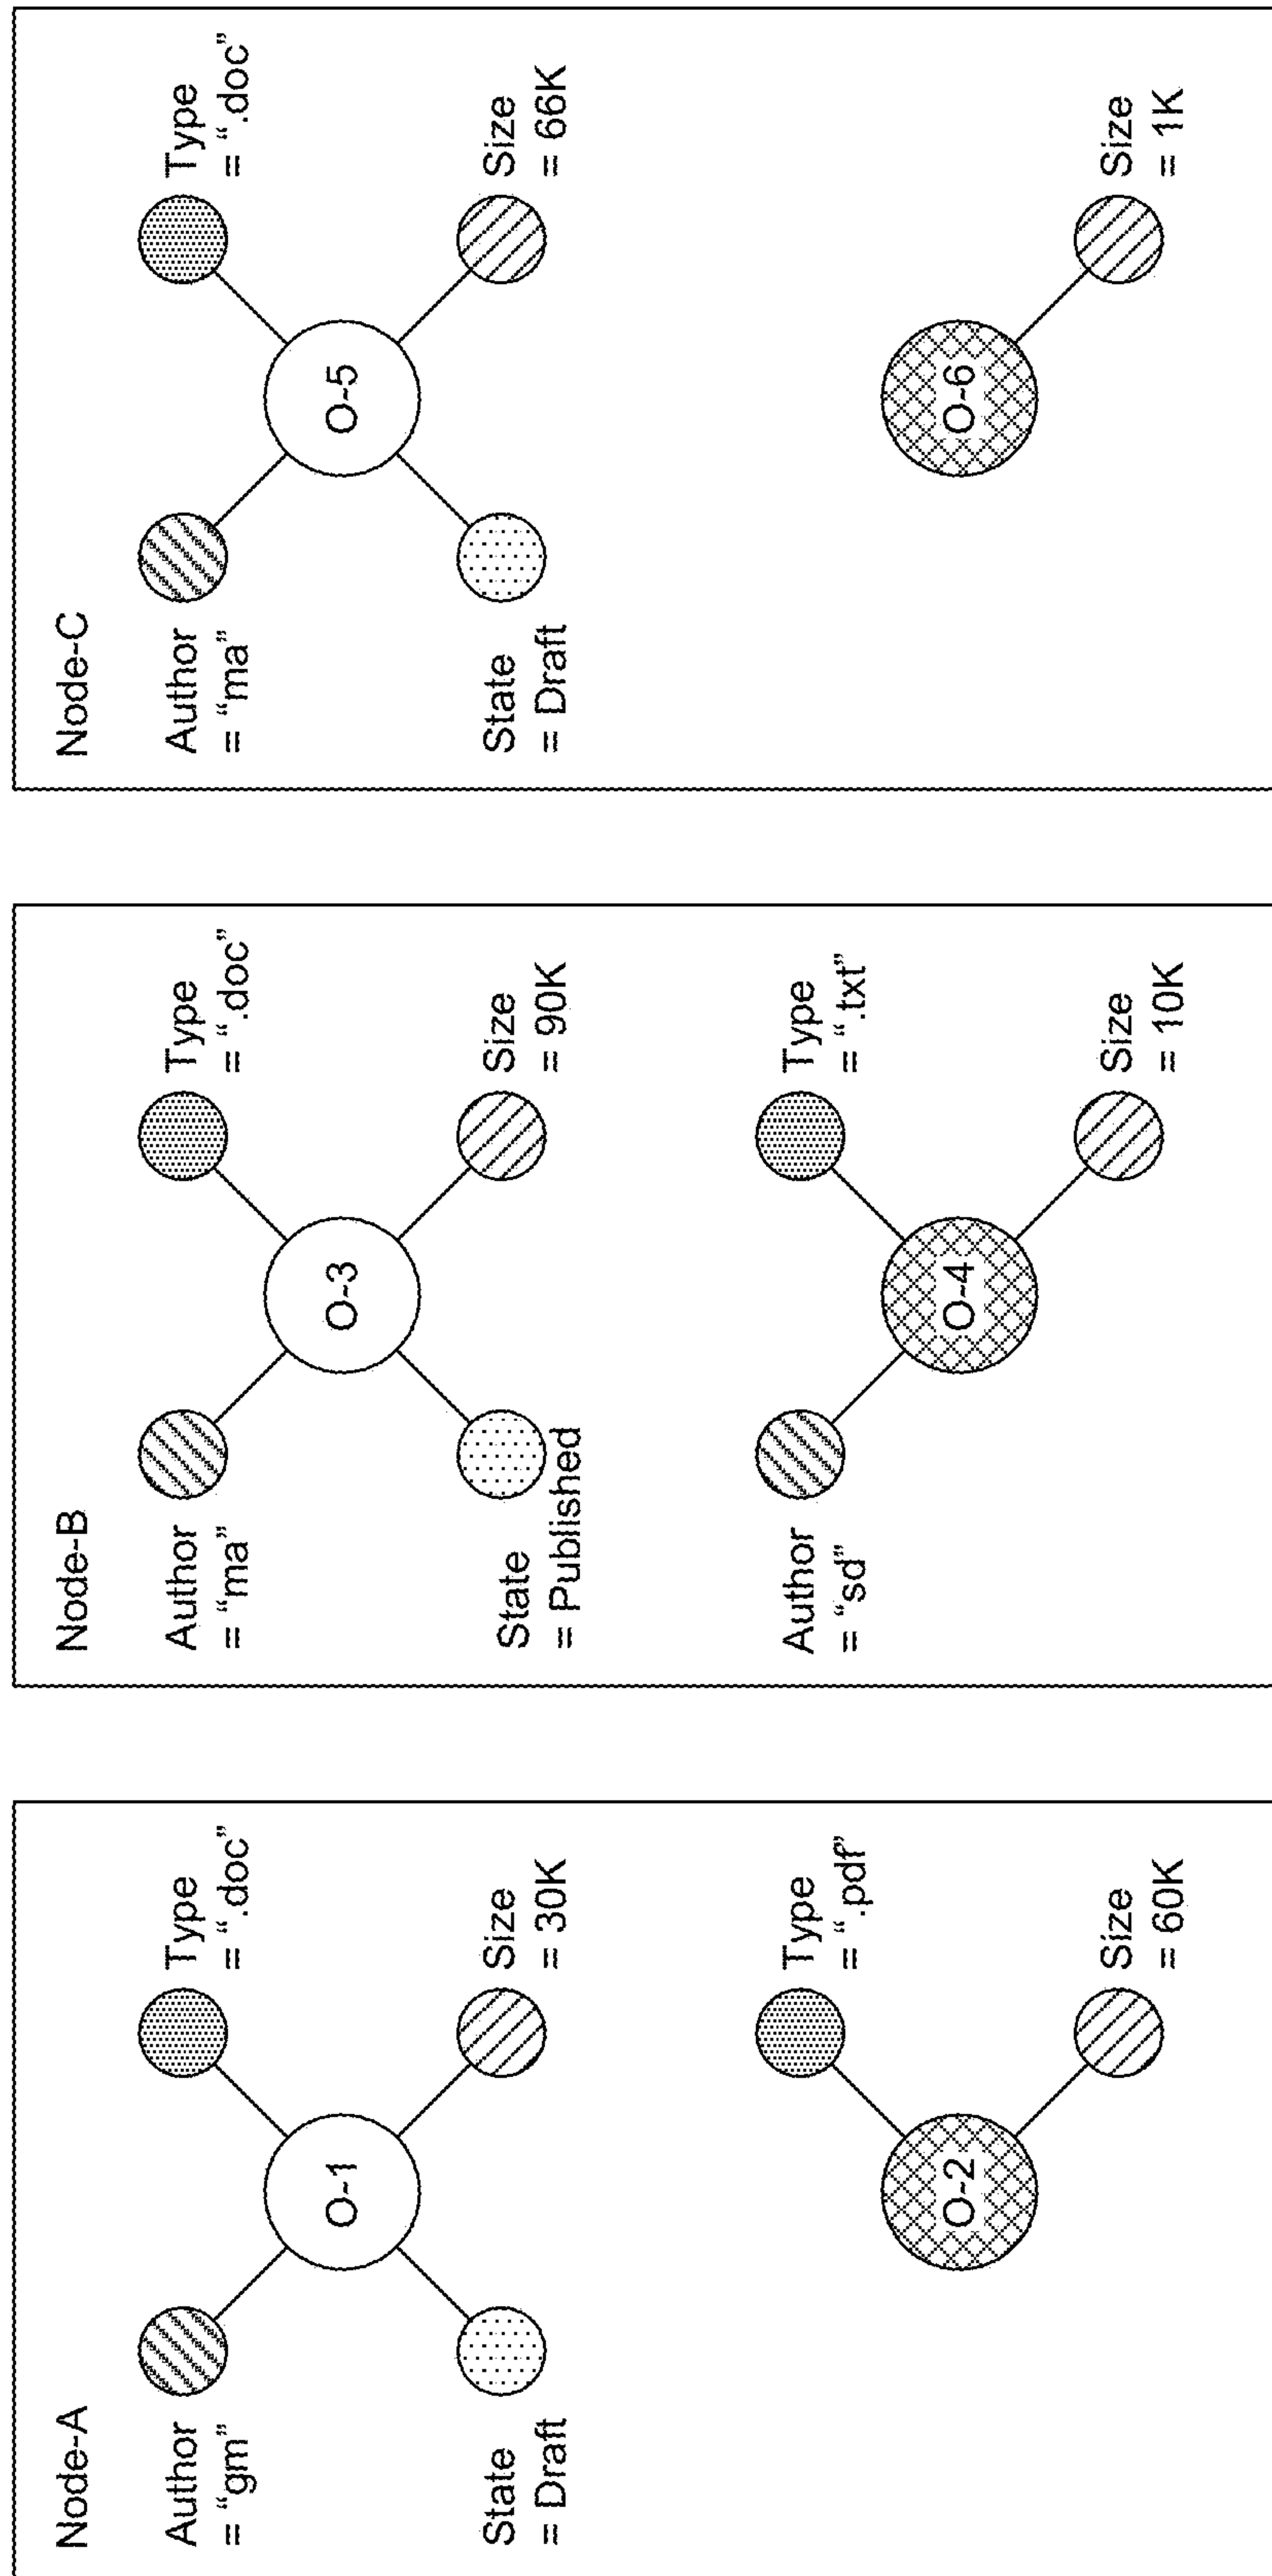 Node-A
Author
= "gm"
Type
= ".doc"
O-1
State
= Draft
Size
= 30K
Type
= ".pdf"
O-2
Size
= 60K
Node-B
Author
= "ma"
Type
= ".doc"
O-3
State
= Published
Size
= 90K
Author
= "sd"
Type
= ".txt"
O-4
Size
= 10K
Node-C
Author
= "ma"
Type
= ".doc"
O-5
State
= Draft
Size
= 66K
O-6
Size
= 1K